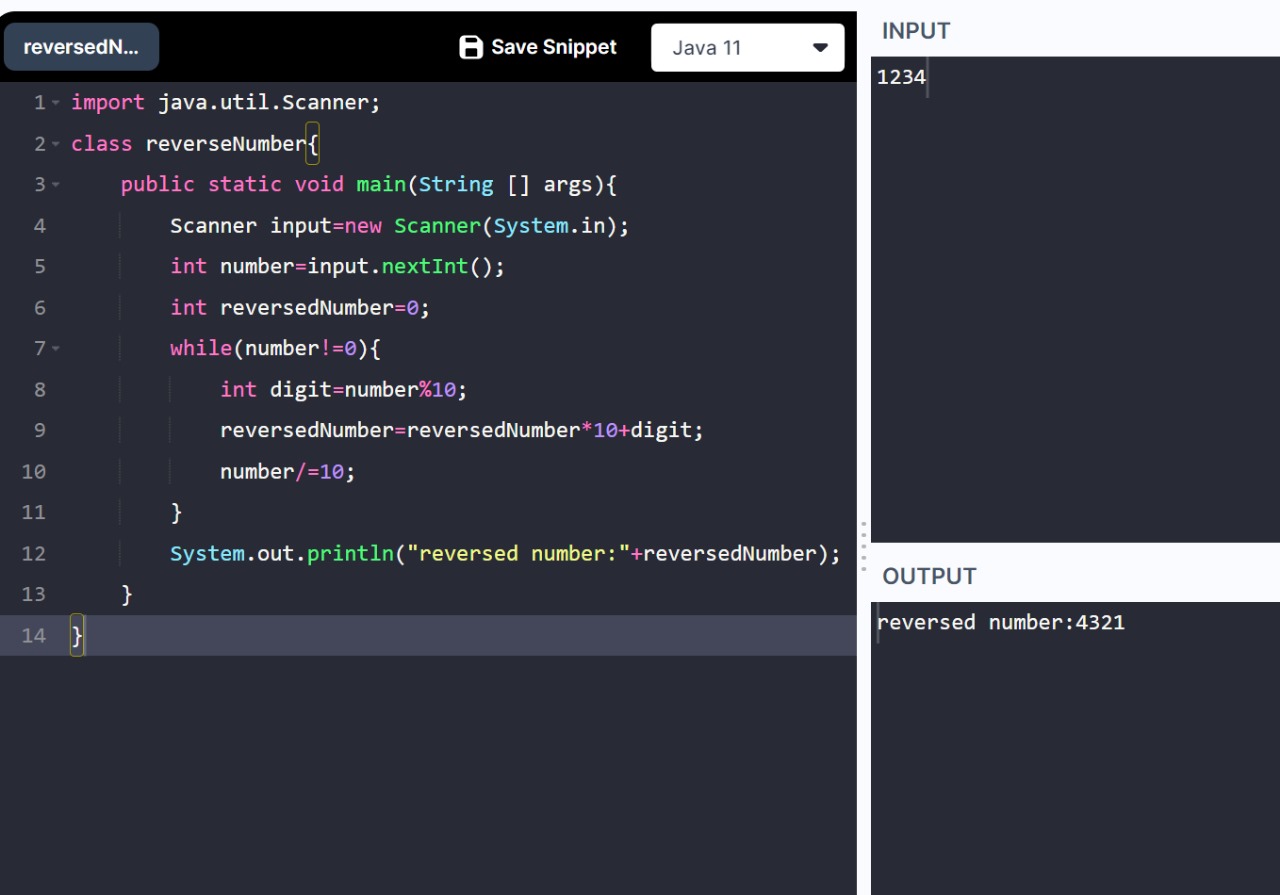 reversedN...
Save Snippet
Java 11
1 import java.util.Scanner;
2 class reverseNumber{
3     public static void main(String [] args){
4         Scanner input=new Scanner(System.in);
5         int number=input.nextInt();
6         int reversedNumber=0;
7         while(number!=0){
8             int digit=number%10;
9             reversedNumber=reversedNumber*10+digit;
10             number/=10;
11         }
12         System.out.println("reversed number:"+reversedNumber);
13     }
14 }
INPUT
1234
OUTPUT
reversed number:4321